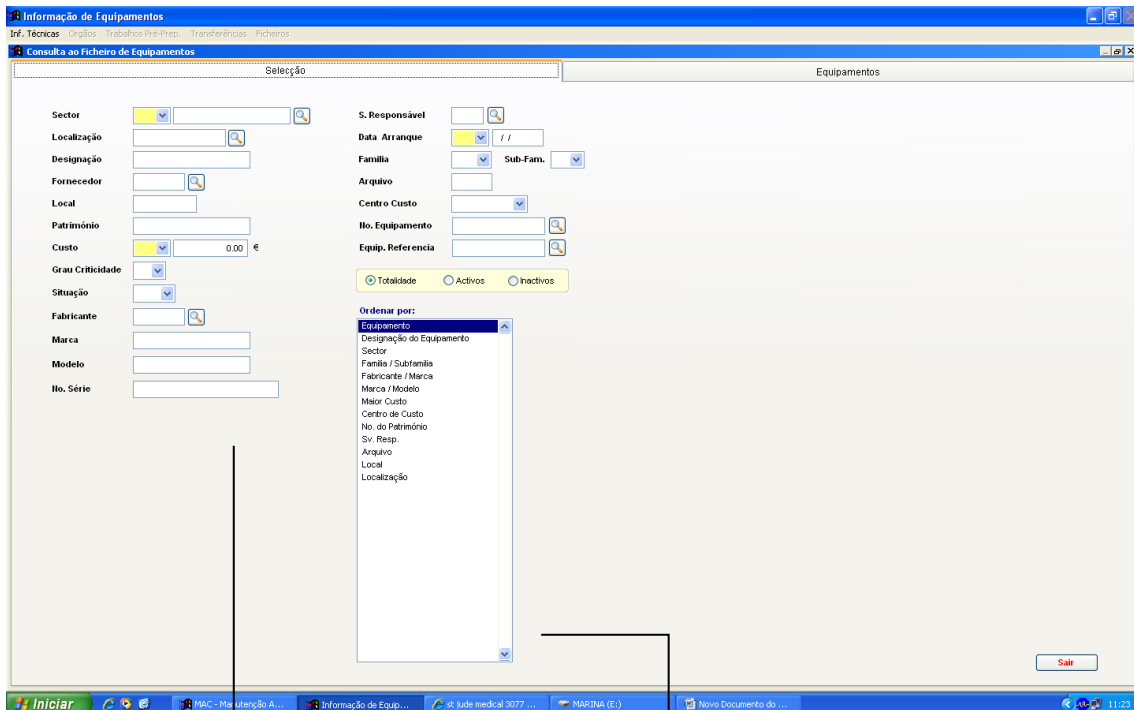 Informação de Equipamentos
Inf. Técnicas Orgãos Trabalhos Pré-Prep. Transferências Ficheiros
Consulta ao Ficheiro de Equipamentos
Selecção Equipamentos
Sector
Localização
Designação
Fornecedor
Local
Património
Custo 0.00 €
Grau Criticidade
Situação
Fabricante
Marca
Modelo
No. Série
S. Responsável
Data Arranque / /
Familia Sub-Fam.
Arquivo
Centro Custo
No. Equipamento
Equip. Referencia
Totalidade Activos Inactivos
Ordenar por:
Equipamento
Designação do Equipamento
Sector
Familia / Subfamilia
Fabricante / Marca
Marca / Modelo
Maior Custo
Centro de Custo
No. do Património
Sv. Resp.
Arquivo
Local
Localização
Sair
Iniciar MAC - Manutenção A... Informação de Equip... st jude medical 3077 ... MARINA (E:) Novo Documento do ... 11:23